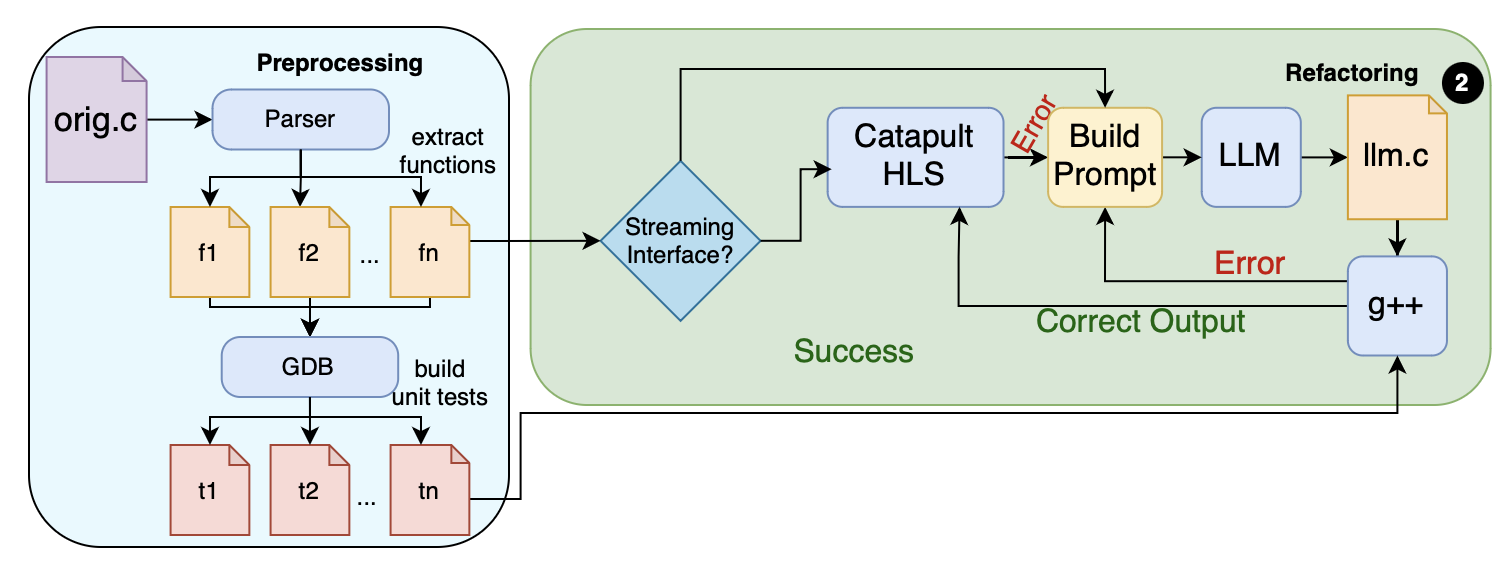 Preprocessing
orig.c
Parser
extract
functions
f1
f2
...
fn
GDB
build
unit tests
t1
t2
...
tn
Refactoring
2
Streaming
Interface?
Catapult
HLS
Error
Build
Prompt
LLM
llm.c
Error
g++
Correct Output
Success